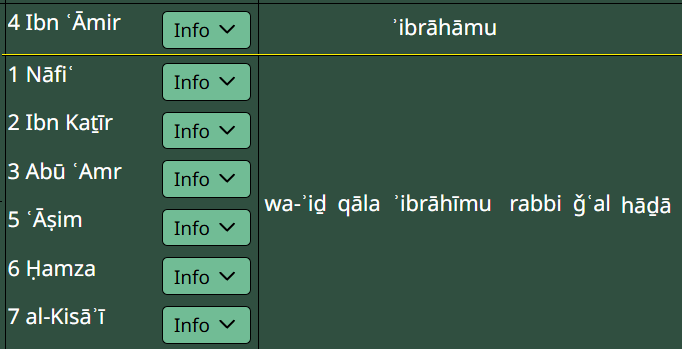 4 Ibn ʿĀmir Info ʾibrāhāmu
1 Nāfiʿ Info
2 Ibn Kaṯīr Info
3 Abū ʿAmr Info
wa-ʾiḏ qāla ʾibrāhīmu rabbi ǧʿal hāḏā
5 ʿĀṣim Info
6 Ḥamza Info
7 al-Kisāʾī Info